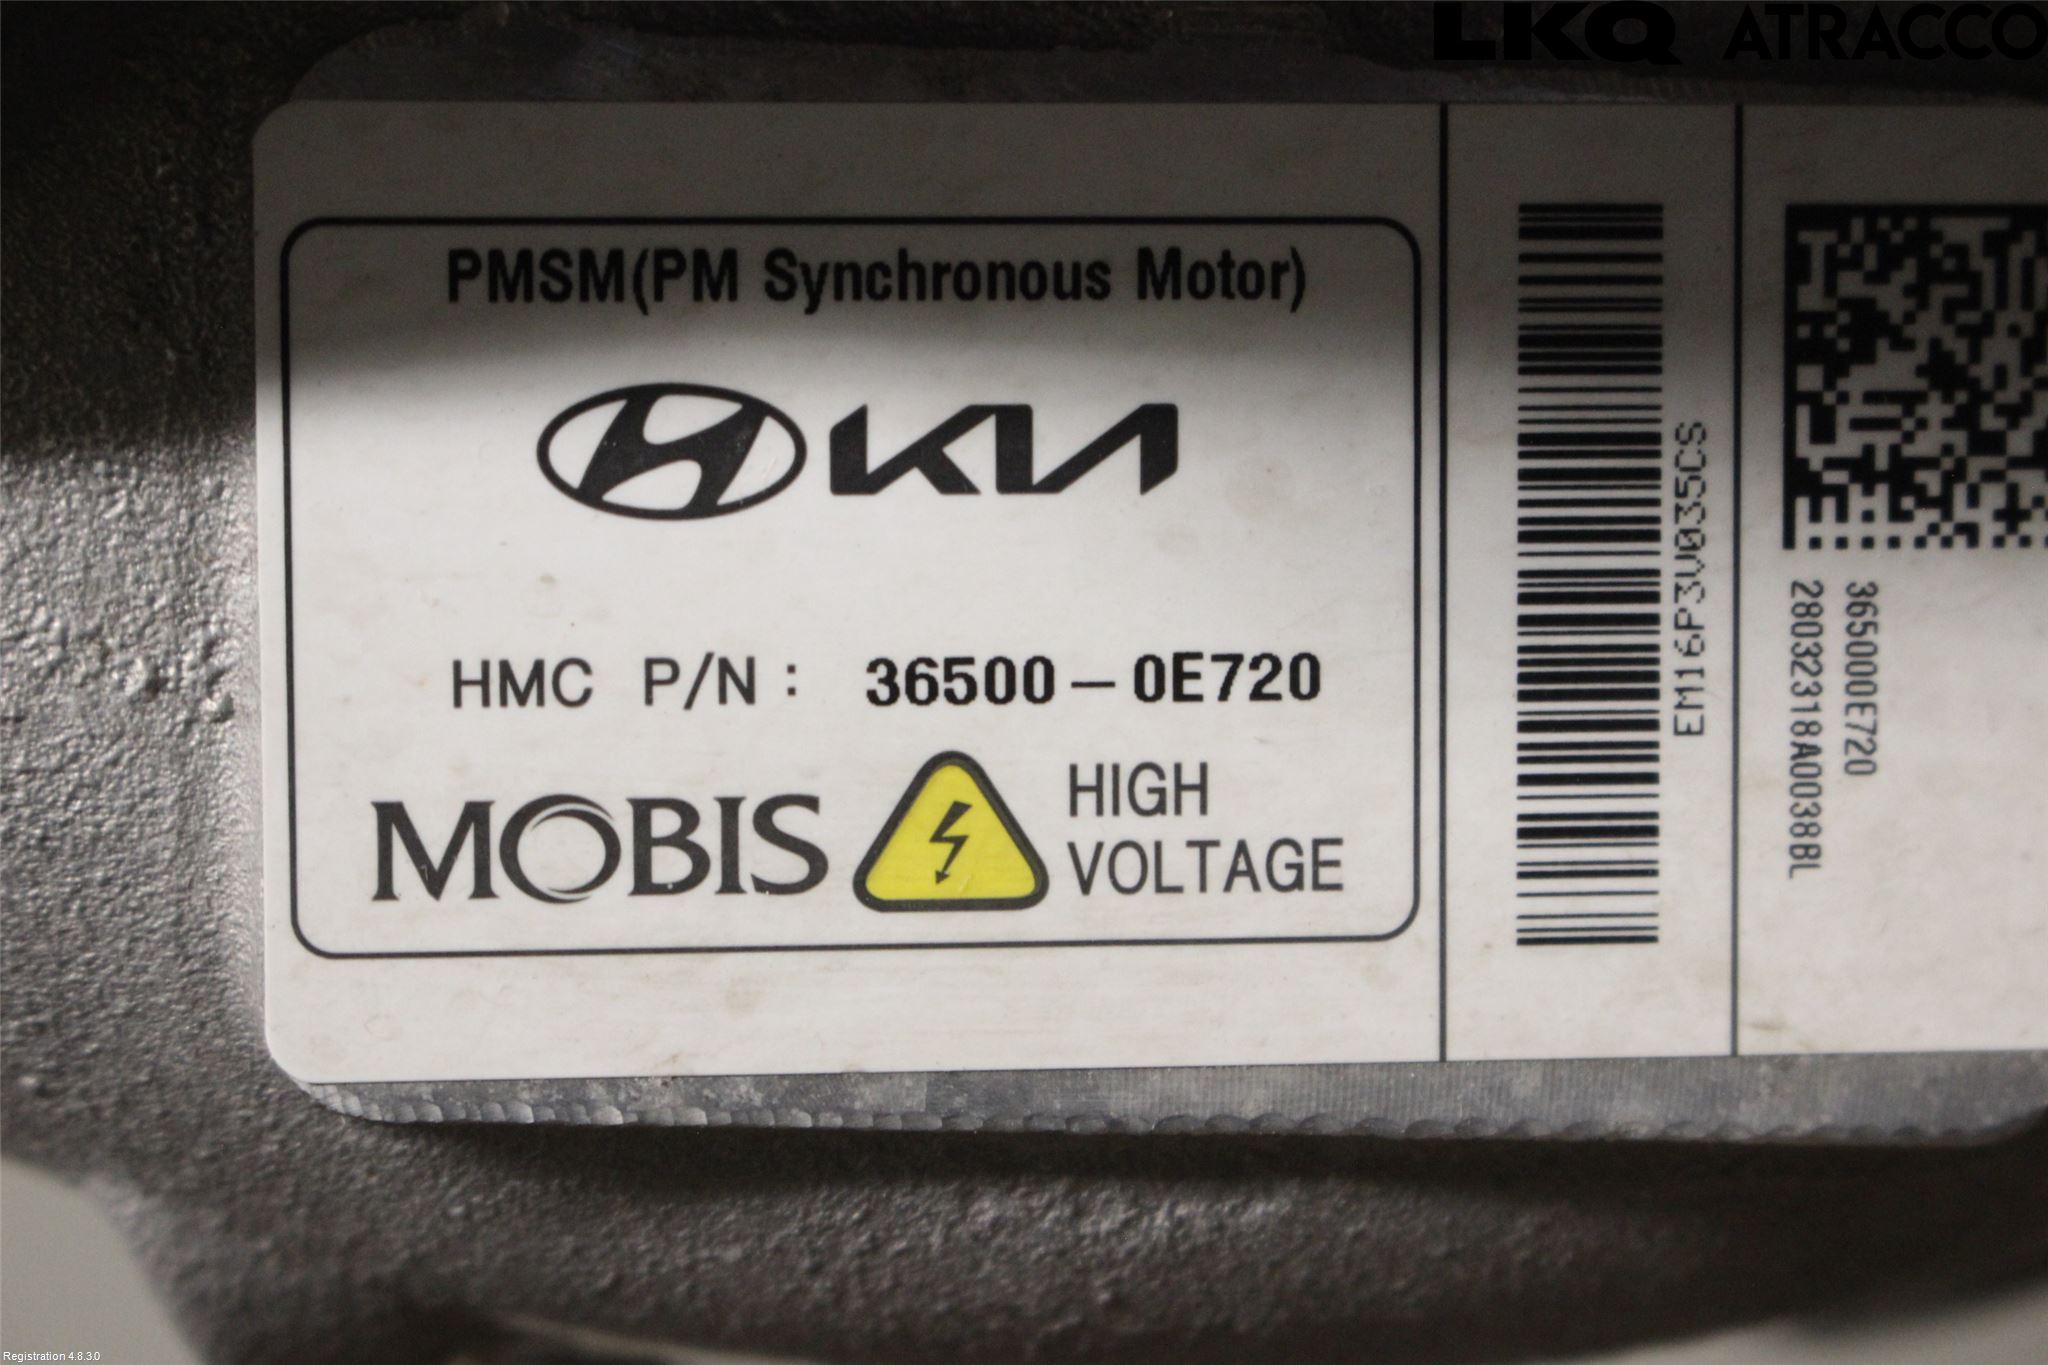 LKQ ATRACCO
PMSM(PM Synchronous Motor)
KIA
HMC P/N : 36500-0E720
MOBIS
HIGH
VOLTAGE
EM16P3V035CS
365000E720
28032318A0038BL
Registration 4.8.3.0